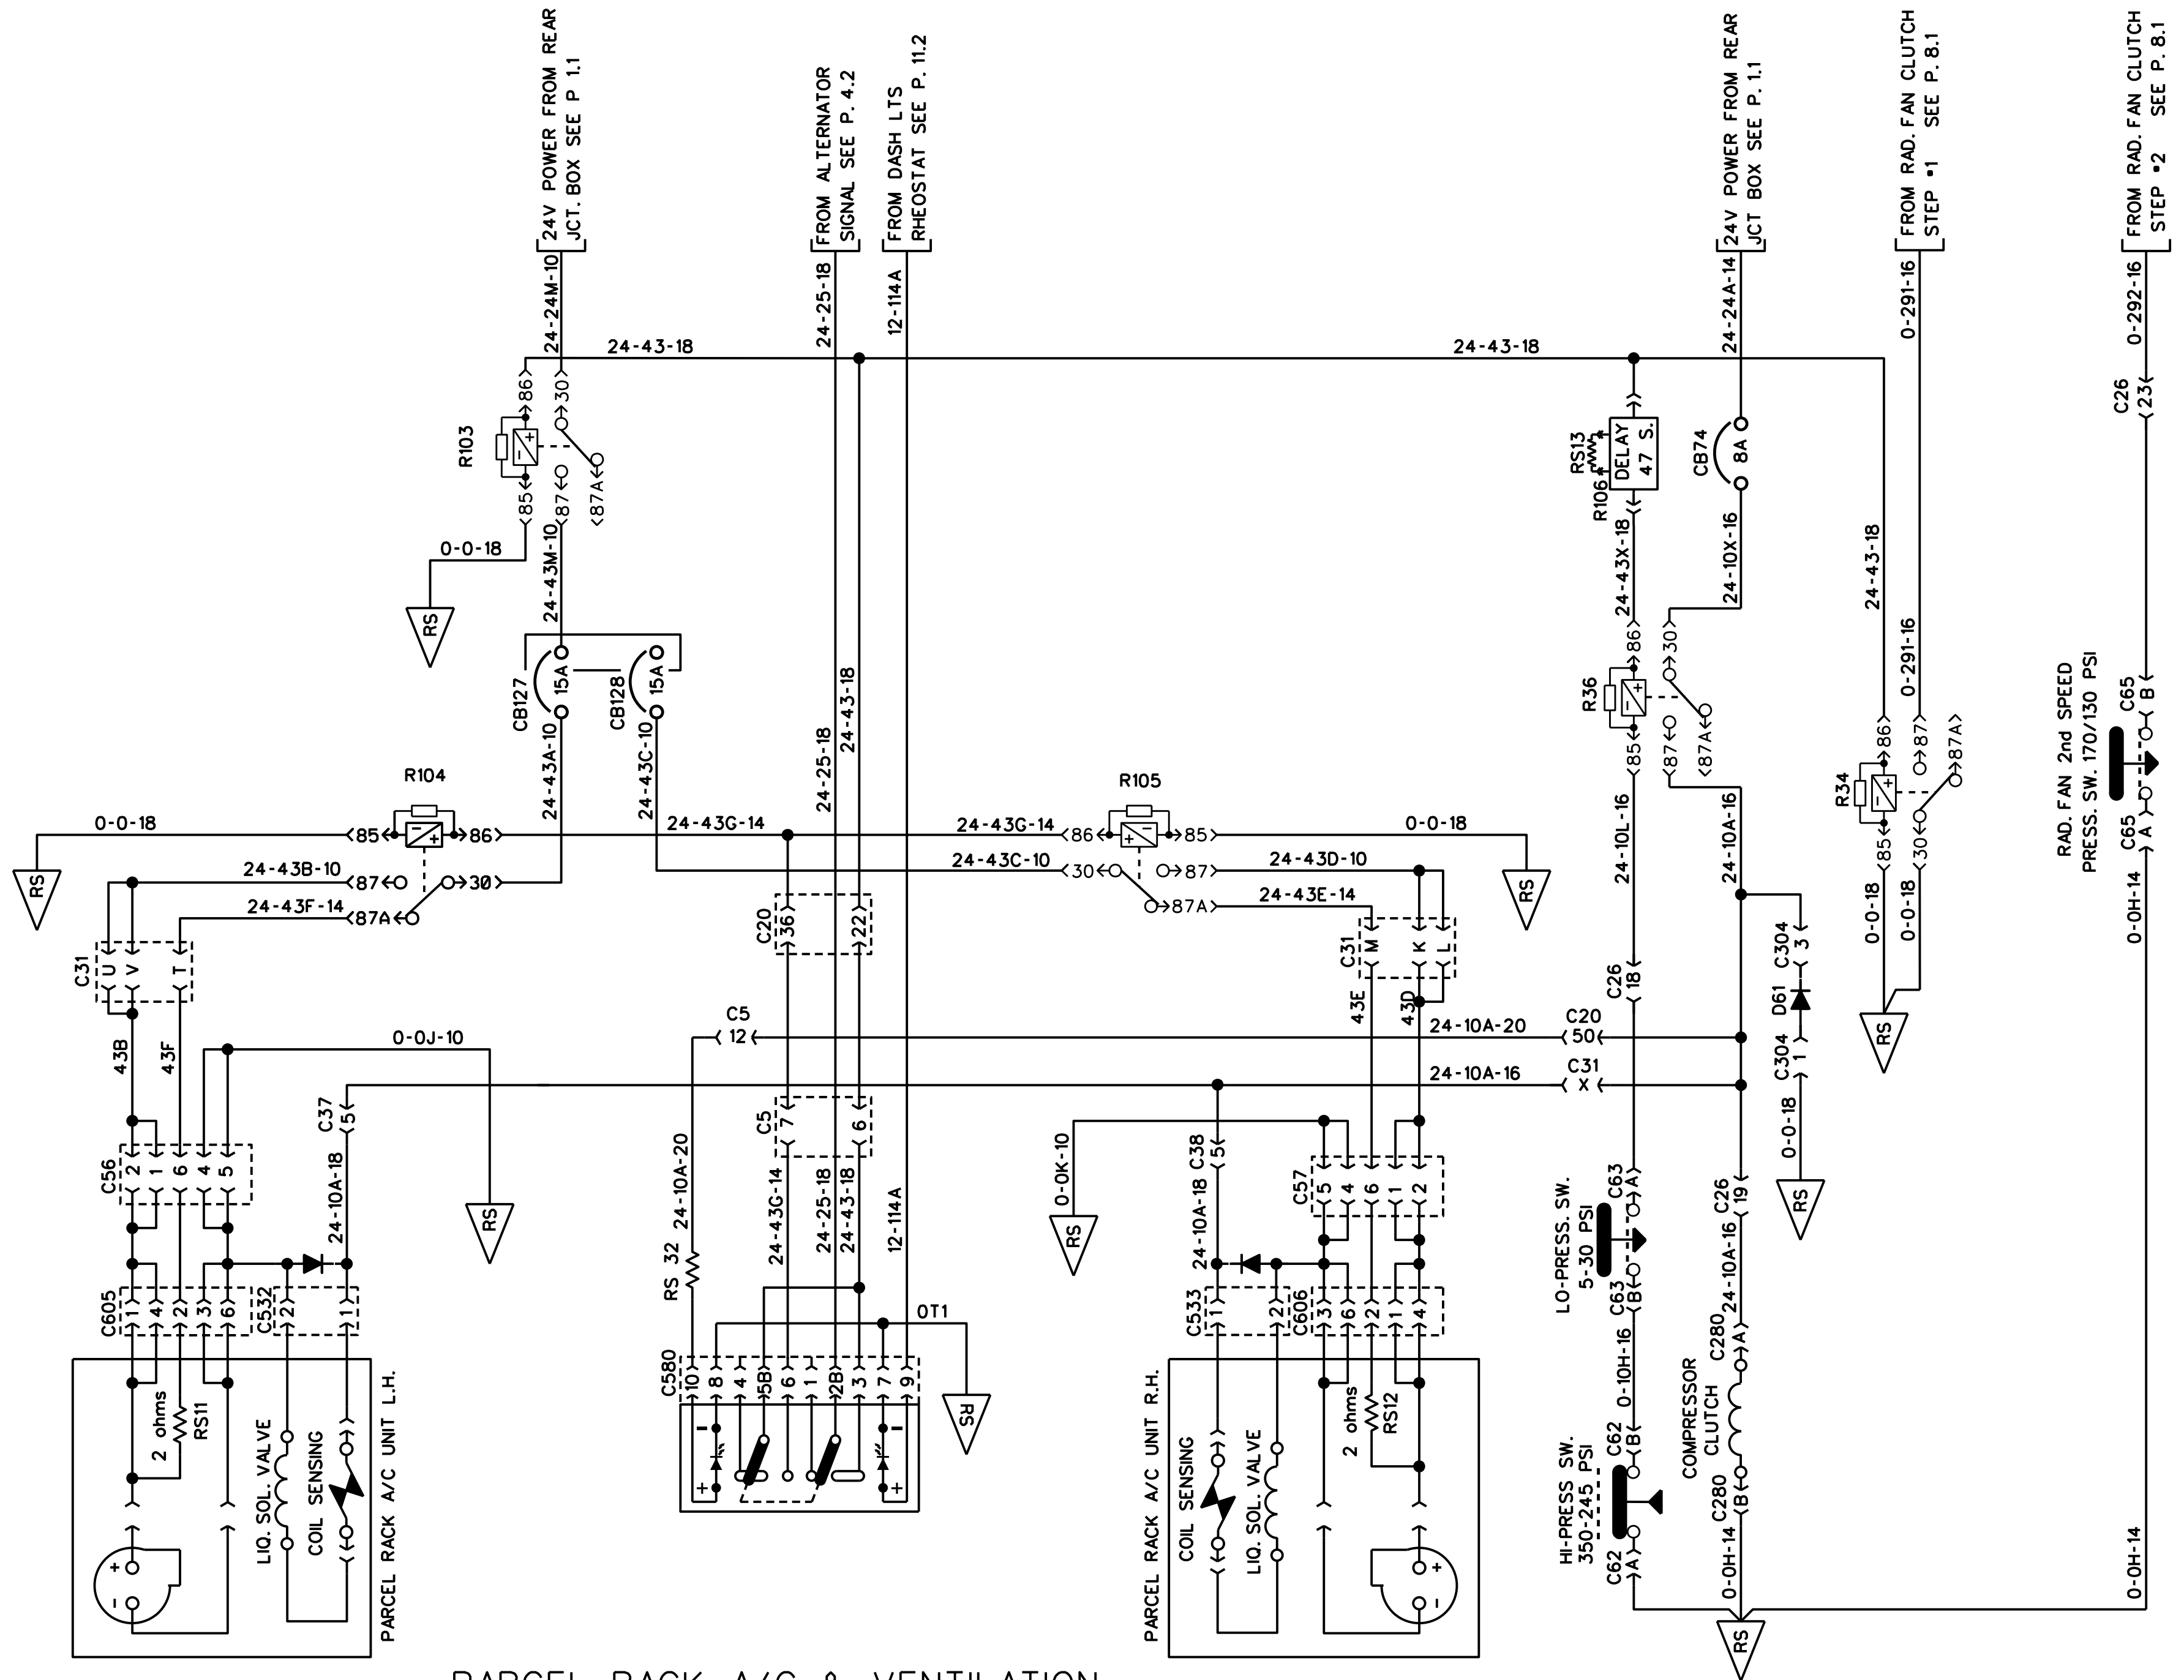 24V POWER FROM REAR
JCT. BOX SEE P 1.1
FROM ALTERNATOR
SIGNAL SEE P. 4.2
FROM DASH LTS
RHEOSTAT SEE P. 11.2
24V POWER FROM REAR
JCT BOX SEE P. 1.1
FROM RAD. FAN CLUTCH
STEP •1 SEE P. 8.1
FROM RAD. FAN CLUTCH
STEP •2 SEE P. 8.1
24-24M-10
24-25-18
12-114A
24-24A-14
0-291-16
0-292-16
24-43-18
24-43-18
C26
23
R103
86
30
85
87
87A
0-0-18
RS
24-43M-10
RS13
R106
DELAY
47 S.
CB74
8A
24-43X-18
24-10X-16
24-43-18
0-291-16
CB127
15A
CB128
15A
24-43A-10
24-43C-10
24-25-18
24-43-18
R36
86
30
85
87
87A
R34
86
87
87A
85
30
RAD. FAN 2nd SPEED
PRESS. SW. 170/130 PSI
C65
B
C65
A
R104
0-0-18
85
86
24-43G-14
24-43G-14
R105
86
85
0-0-18
RS
24-43B-10
87
30
24-43C-10
30
87
24-43D-10
RS
24-43F-14
87A
87A
24-43E-14
24-10L-16
24-10A-16
0-0-18
0-0-18
0-0H-14
C31
U
V
T
C20
36
22
C31
M
K
L
C26
18
C304
3
D61
C304
1
0-0-18
RS
RS
43B
43F
0-0J-10
RS
C5
12
24-10A-20
C20
50
43E
43D
24-10A-16
C31
X
C37
5
24-10A-18
C5
7
6
C38
5
24-10A-18
0-0K-10
RS
C56
2
1
6
4
5
C57
5
4
6
1
2
C63
A
LO-PRESS. SW.
5-30 PSI
C63
B
C26
19
24-10A-16
24-10A-20
RS 32
24-43G-14
24-25-18
24-43-18
12-114A
C605
1
4
2
3
6
C532
2
1
C533
1
2
C606
3
6
2
1
4
0T1
RS
C580
10
8
4
5B
6
1
2B
3
7
9
-
+
-
+
2 ohms
RS11
LIQ. SOL. VALVE
COIL SENSING
+
-
PARCEL RACK A/C UNIT L.H.
PARCEL RACK A/C UNIT R.H.
COIL SENSING
LIQ. SOL. VALVE
2 ohms
RS12
+
-
0-10H-16
HI-PRESS SW.
350-245 PSI
C62
B
C62
A
C280
A
COMPRESSOR
CLUTCH
C280
B
0-0H-14
0-0H-14
RS
PARCEL RACK A/C & VENTILATION